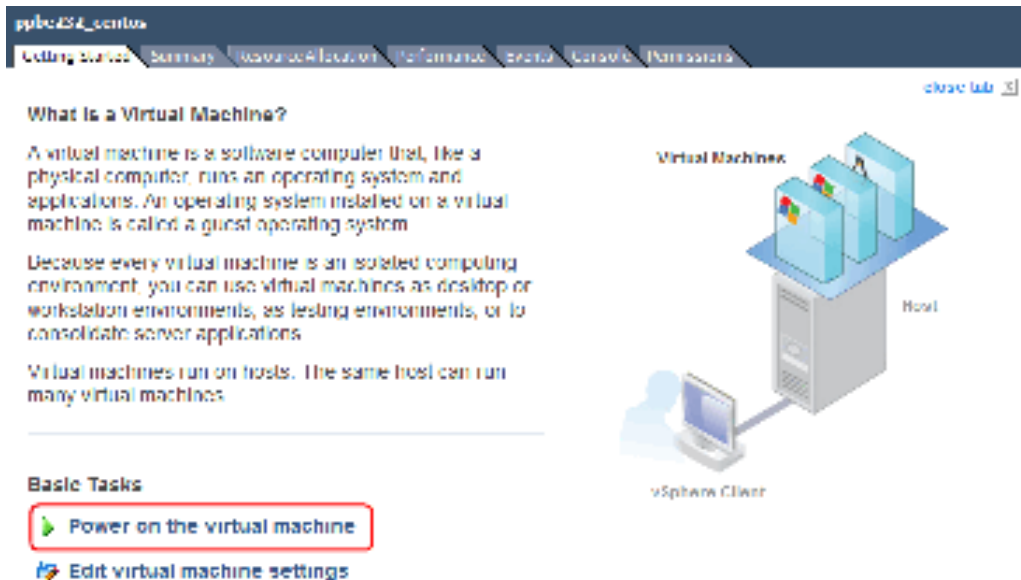 ppbe232_centos
Getting Started Summary Resource Allocation Performance Events Console Permissions
close tab
What is a Virtual Machine?
A virtual machine is a software computer that, like a
physical computer, runs an operating system and
applications. An operating system installed on a virtual
machine is called a guest operating system.
Because every virtual machine is an isolated computing
environment, you can use virtual machines as desktop or
workstation environments, as testing environments, or to
consolidate server applications.
Virtual machines run on hosts. The same host can run
many virtual machines.
Virtual Machines
Host
vSphere Client
Basic Tasks
Power on the virtual machine
Edit virtual machine settings